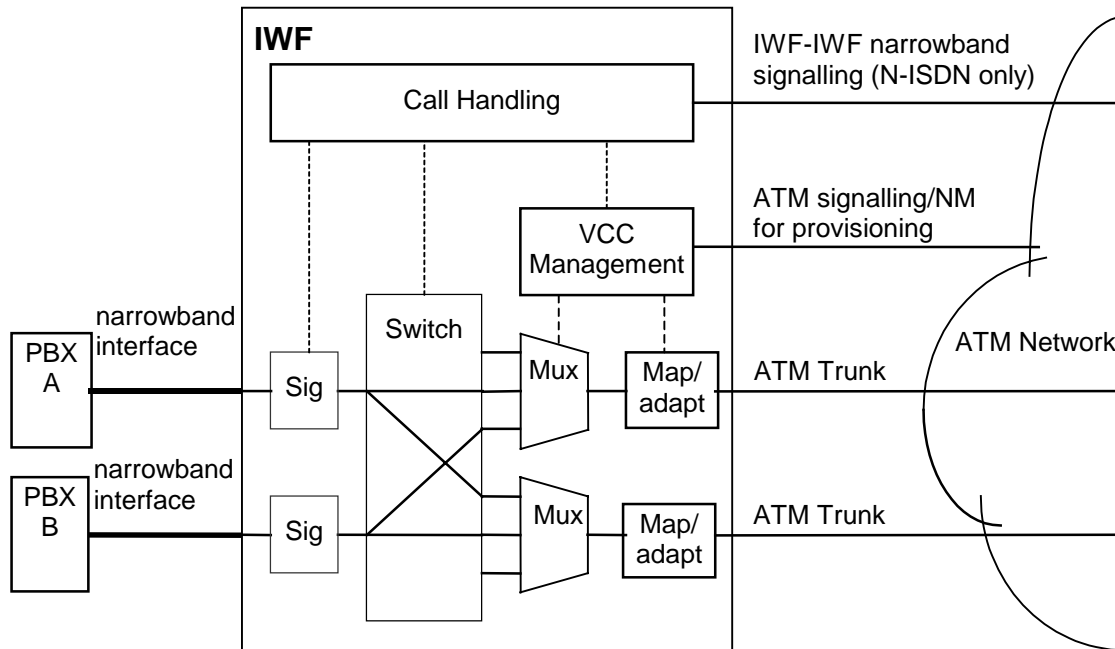 IWF
IWF-IWF narrowband
signalling (N-ISDN only)
Call Handling
ATM signalling/NM
for provisioning
VCC
Management
narrowband
interface
Switch
PBX
A
Sig
Mux
Map/
adapt
ATM Trunk
ATM Network
narrowband
interface
PBX
B
Sig
Mux
Map/
adapt
ATM Trunk